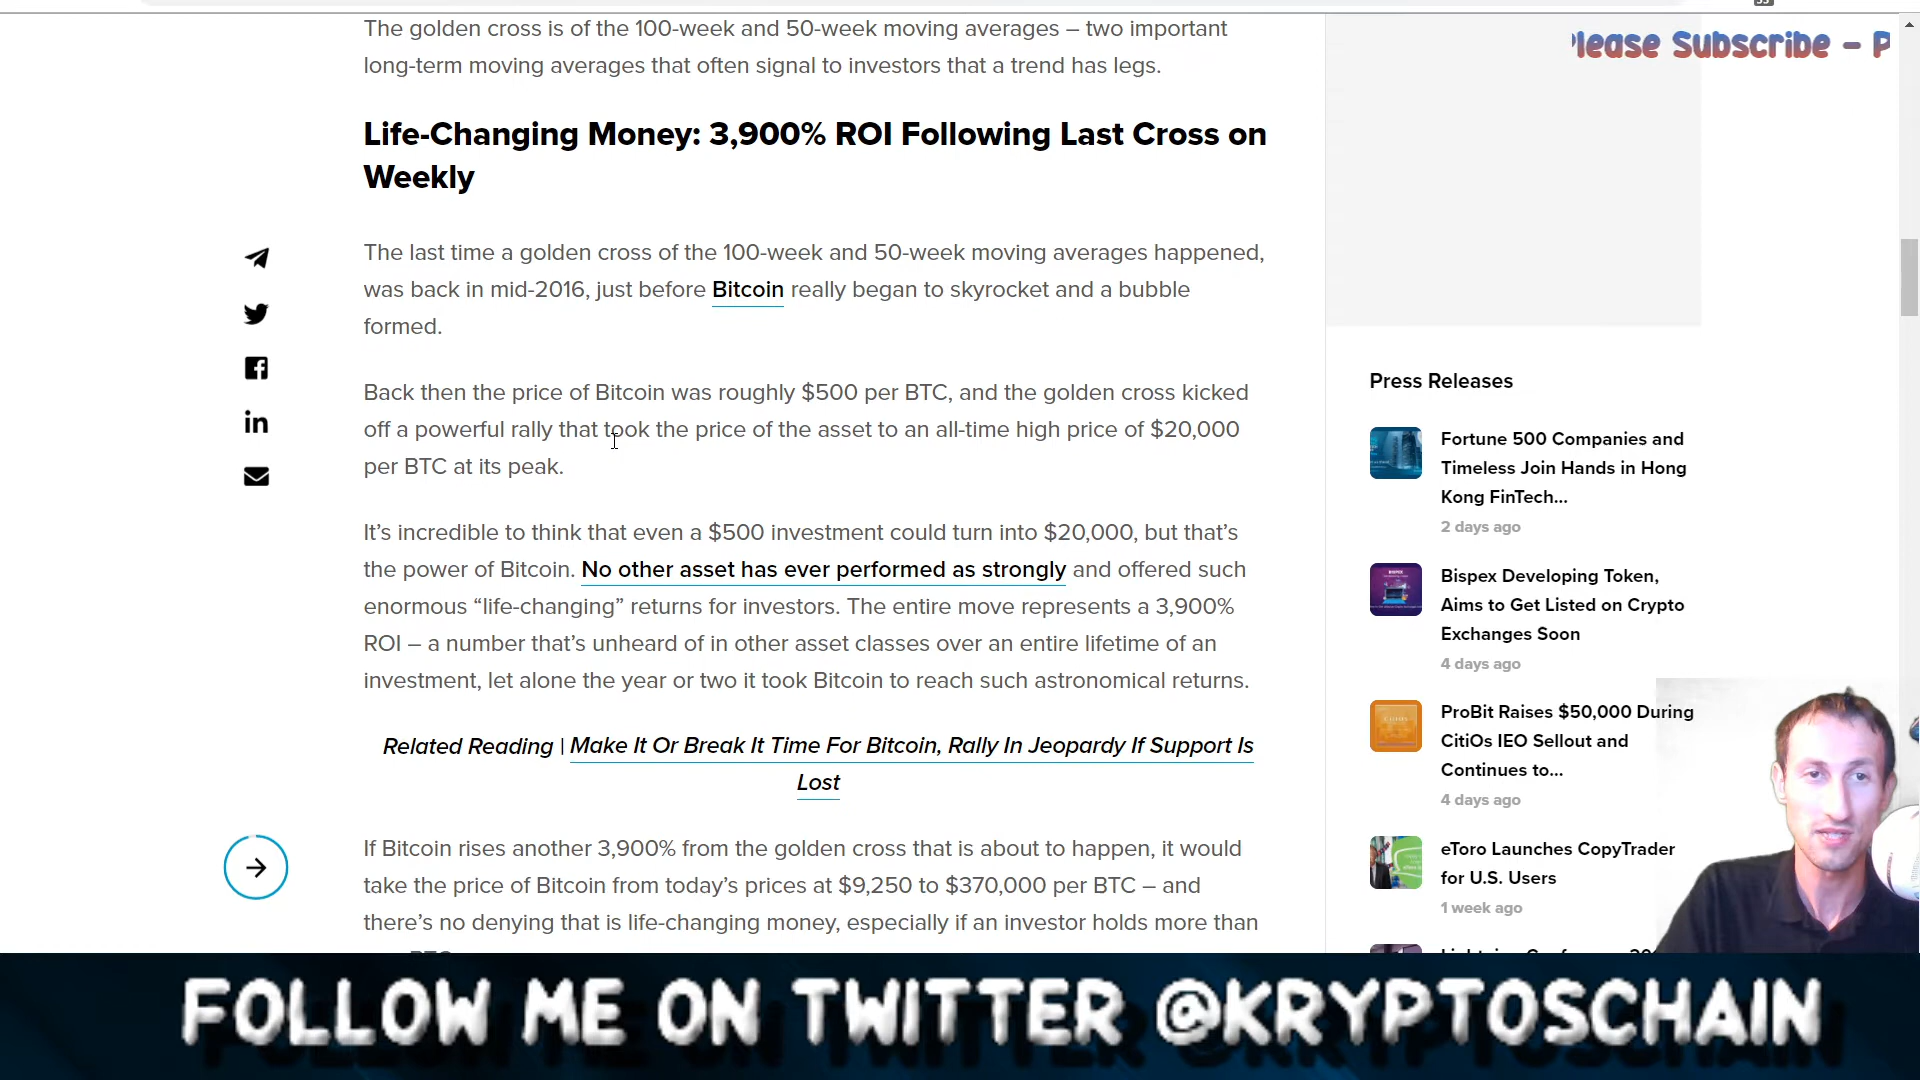 The golden cross is of the 100-week and 50-week moving averages – two important
long-term moving averages that often signal to investors that a trend has legs.
lease Subscribe - P
Life-Changing Money: 3,900% ROI Following Last Cross on
Weekly
The last time a golden cross of the 100-week and 50-week moving averages happened,
was back in mid-2016, just before Bitcoin really began to skyrocket and a bubble
formed.
Back then the price of Bitcoin was roughly $500 per BTC, and the golden cross kicked
off a powerful rally that took the price of the asset to an all-time high price of $20,000
per BTC at its peak.
It’s incredible to think that even a $500 investment could turn into $20,000, but that’s
the power of Bitcoin. No other asset has ever performed as strongly and offered such
enormous “life-changing” returns for investors. The entire move represents a 3,900%
ROI – a number that’s unheard of in other asset classes over an entire lifetime of an
investment, let alone the year or two it took Bitcoin to reach such astronomical returns.
Related Reading | Make It Or Break It Time For Bitcoin, Rally In Jeopardy If Support Is
Lost
If Bitcoin rises another 3,900% from the golden cross that is about to happen, it would
take the price of Bitcoin from today’s prices at $9,250 to $370,000 per BTC – and
there’s no denying that is life-changing money, especially if an investor holds more than
Press Releases
Fortune 500 Companies and
Timeless Join Hands in Hong
Kong FinTech...
2 days ago
Bispex Developing Token,
Aims to Get Listed on Crypto
Exchanges Soon
4 days ago
ProBit Raises $50,000 During
CitiOs IEO Sellout and
Continues to...
4 days ago
eToro Launches CopyTrader
for U.S. Users
1 week ago
FOLLOW ME ON TWITTER @KRYPTOSCHAIN